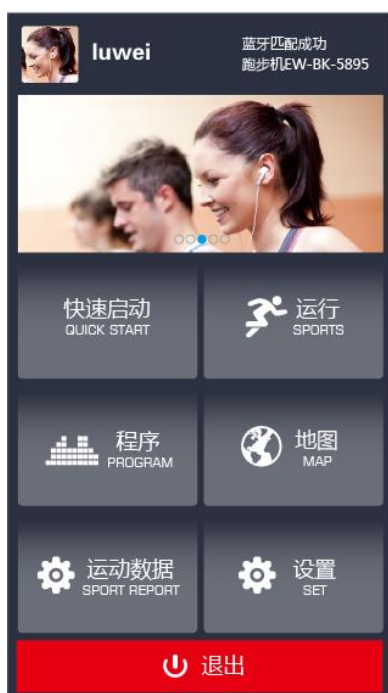 luwei
蓝牙匹配成功
跑步机EW-BK-5895
快速启动
QUICK START
运行
SPORTS
程序
PROGRAM
地图
MAP
运动数据
SPORT REPORT
设置
SET
退出